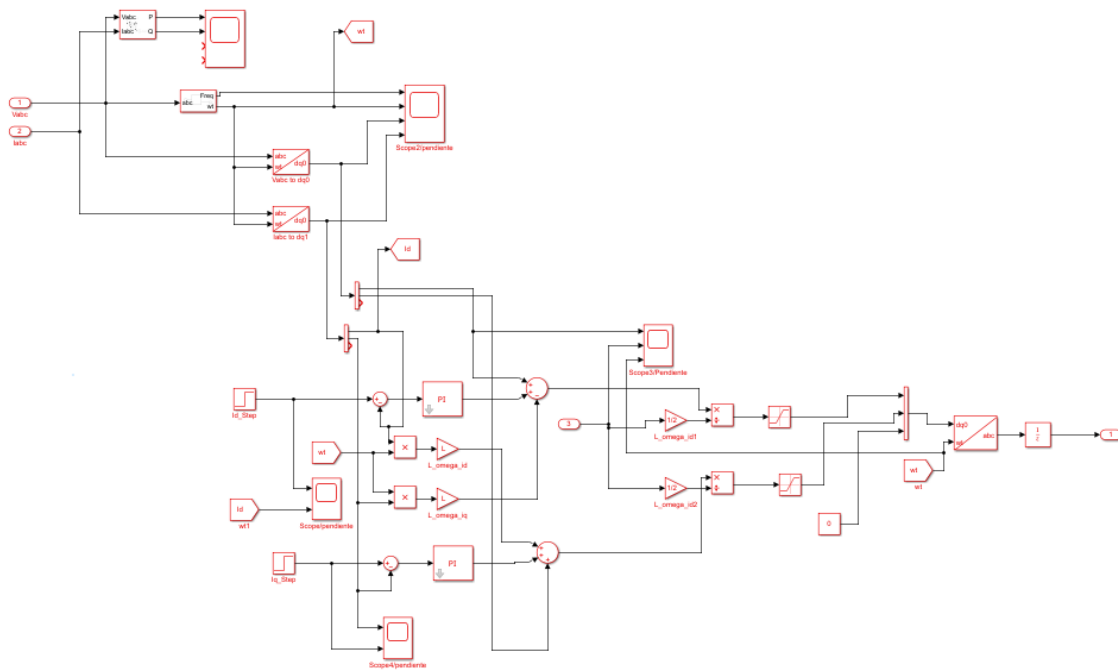 Vabc
P
Iabc
Q
wt
1
Vabc
abc
Freq
wt
2
Iabc
Scope2/pendiente
abc
wt
dq0
Vabc to dq0
abc
wt
dq0
Iabc to dq1
Id
Scope3/Pendiente
Id_Step
+
-
PI
+
+
-
3
1/2
L_omega_id1
×
÷
wt
×
L
L_omega_id
dq0
wt
abc
1
wt
wt
1/2
L_omega_id2
×
÷
×
L
L_omega_iq
Id
wt1
Scope/pendiente
0
Iq_Step
+
-
PI
+
+
+
Scope4/pendiente